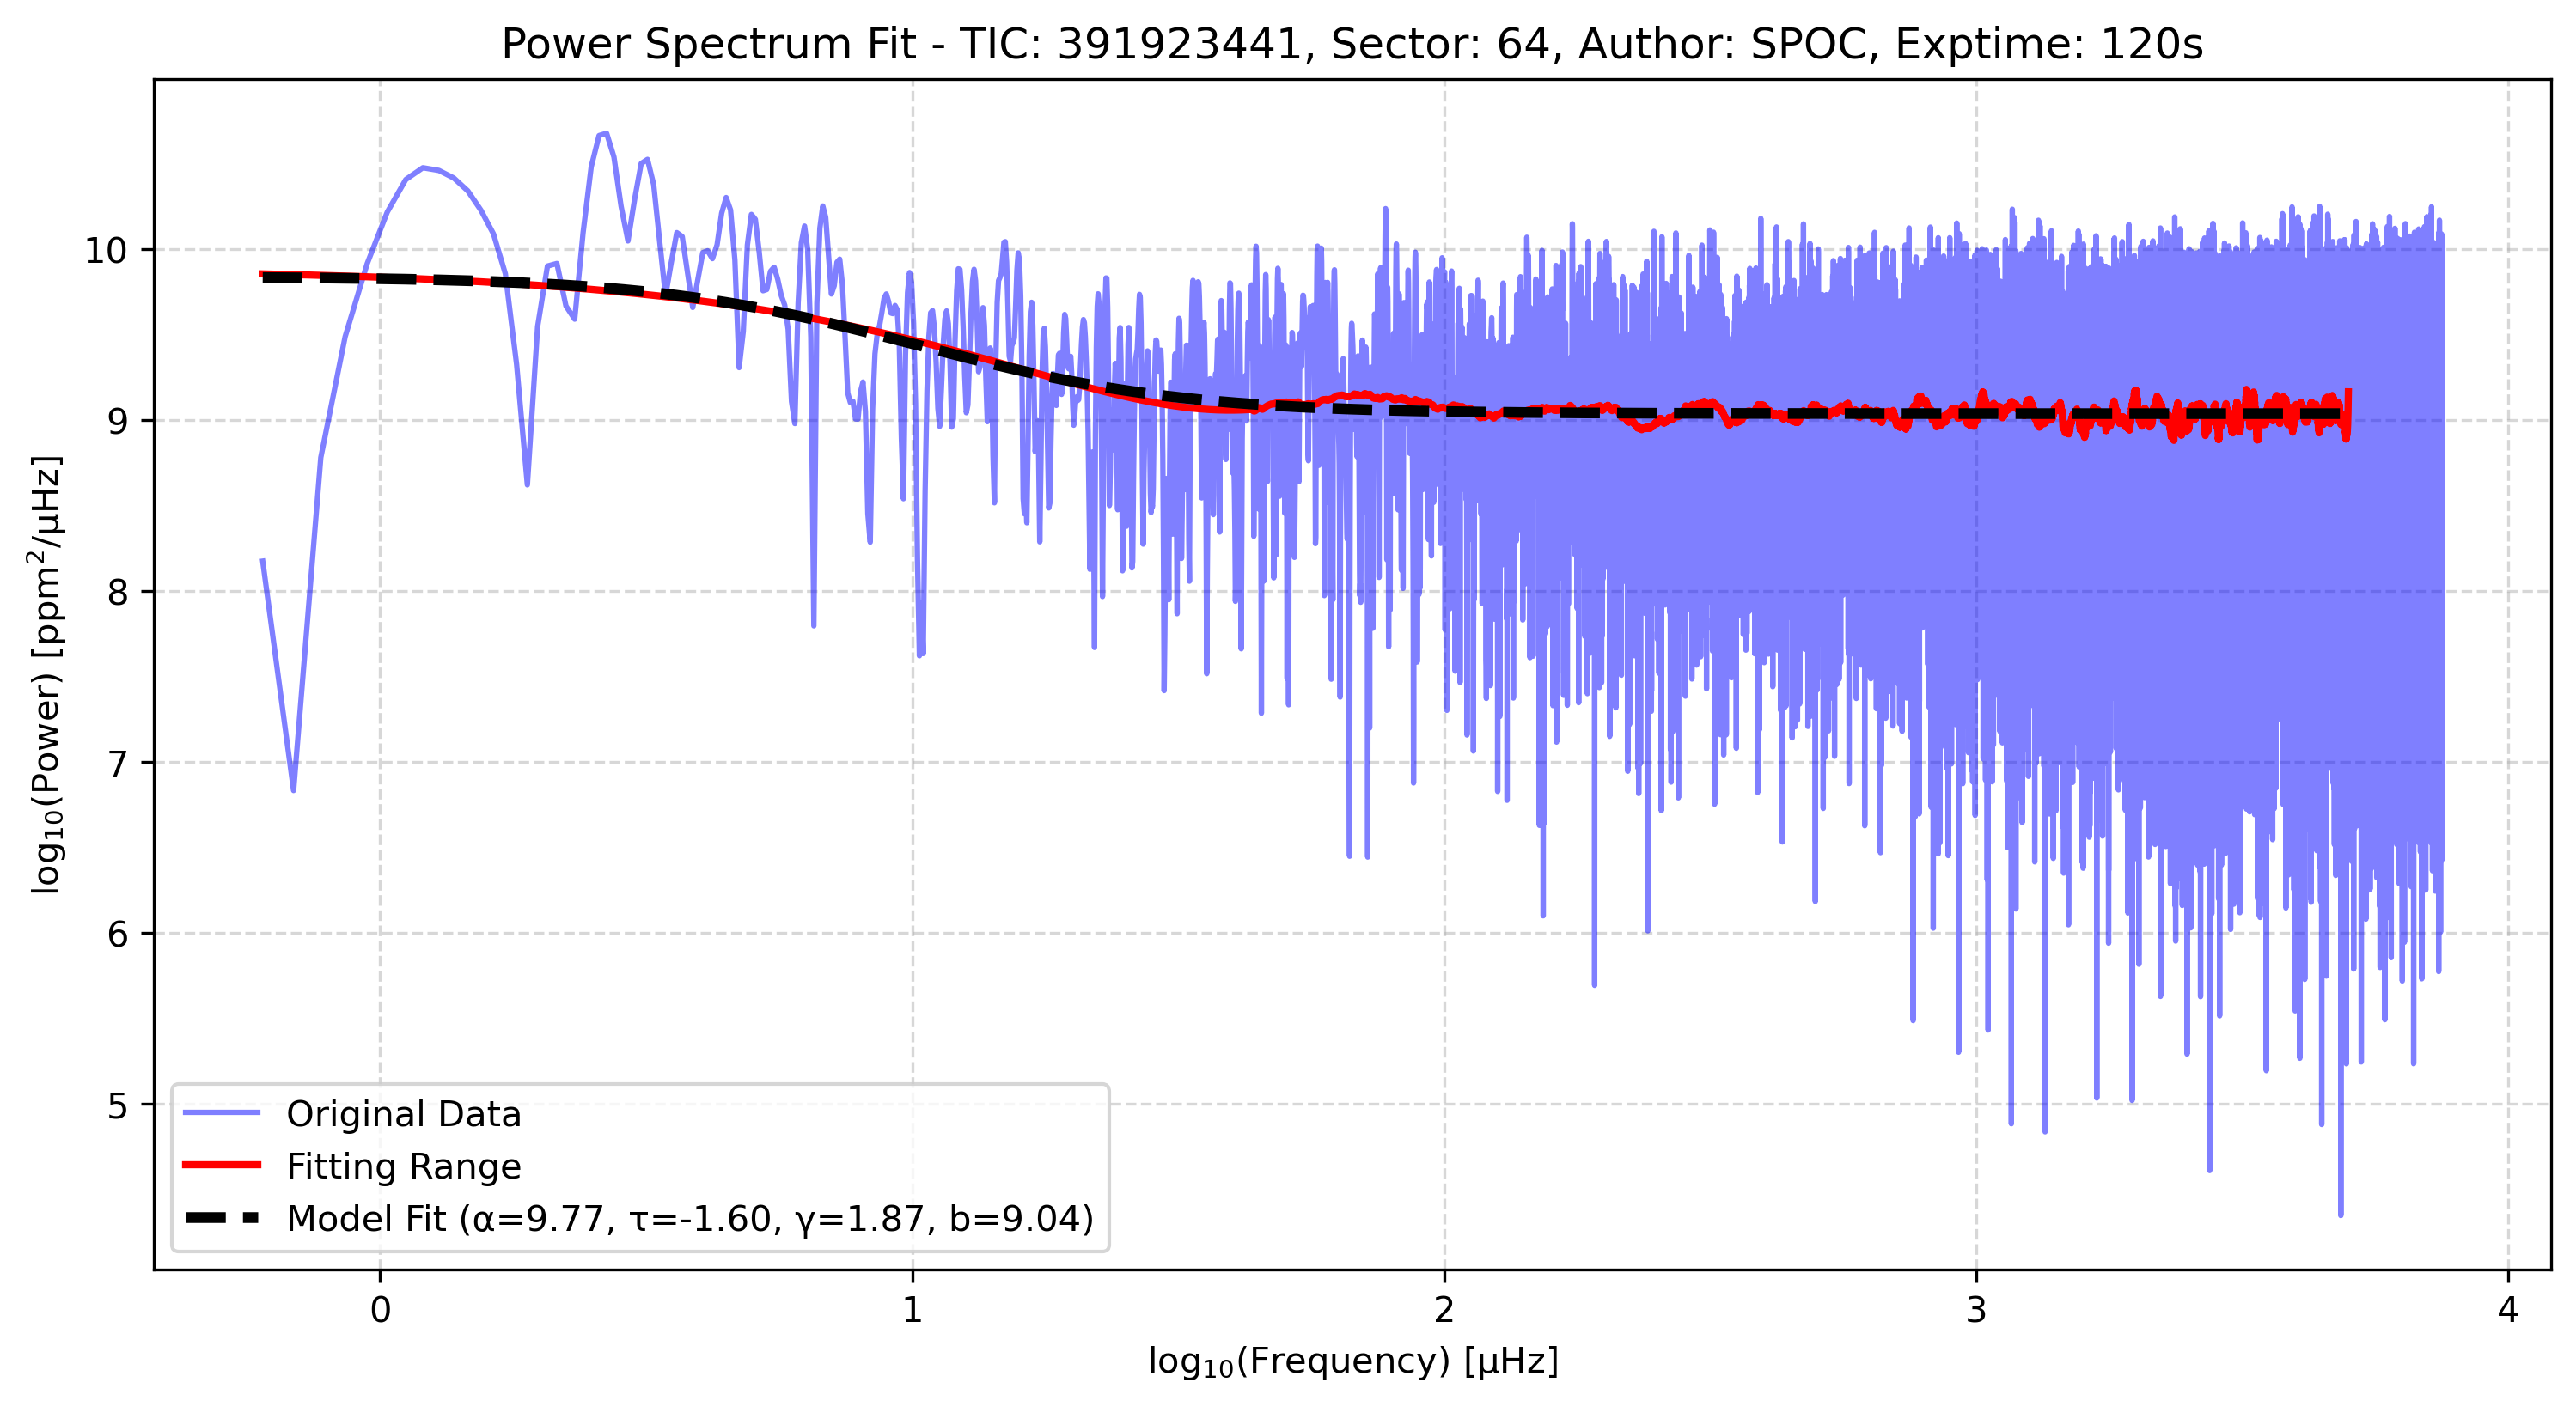 Power Spectrum Fit - TIC: 391923441, Sector: 64, Author: SPOC, Exptime: 120s
log₁₀(Power) [ppm²/µHz]
10
9
8
7
6
5
Original Data
Fitting Range
Model Fit (α=9.77, τ=-1.60, γ=1.87, b=9.04)
0 1 2 3 4
log₁₀(Frequency) [µHz]